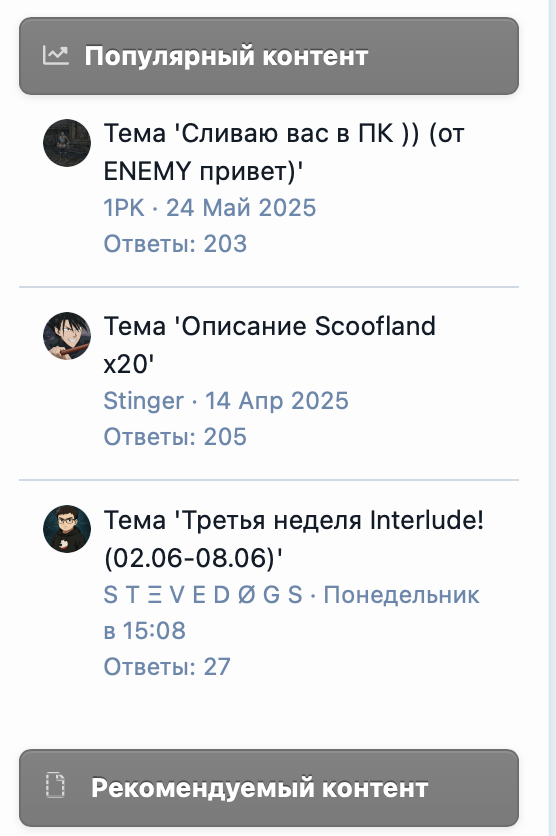 Популярный контент
Тема 'Сливаю вас в ПК )) (от
ENEMY привет)'
1PK · 24 Май 2025
Ответы: 203
Тема 'Описание Scoofland
x20'
Stinger · 14 Апр 2025
Ответы: 205
Тема 'Третья неделя Interlude!
(02.06-08.06)'
S T Ξ V E D Ø G S · Понедельник
в 15:08
Ответы: 27
Рекомендуемый контент